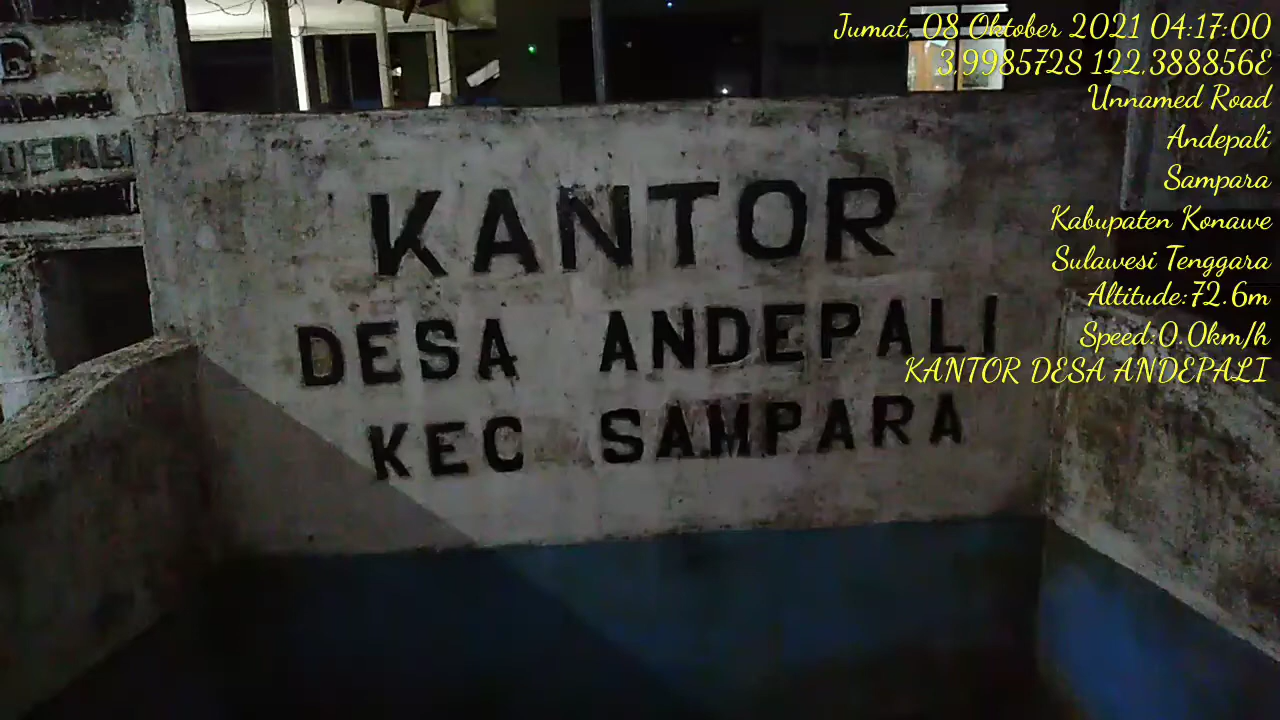 Jumat, 08 Oktober 2021 04:17:00
3,998572S 122,388856E
Unnamed Road
Andepali
Sampara
Kabupaten Konawe
Sulawesi Tenggara
Altitude:72.6m
Speed:0.0km/h
KANTOR DESA ANDEPALI
KANTOR
DESA ANDEPALI
KEC SAMPARA